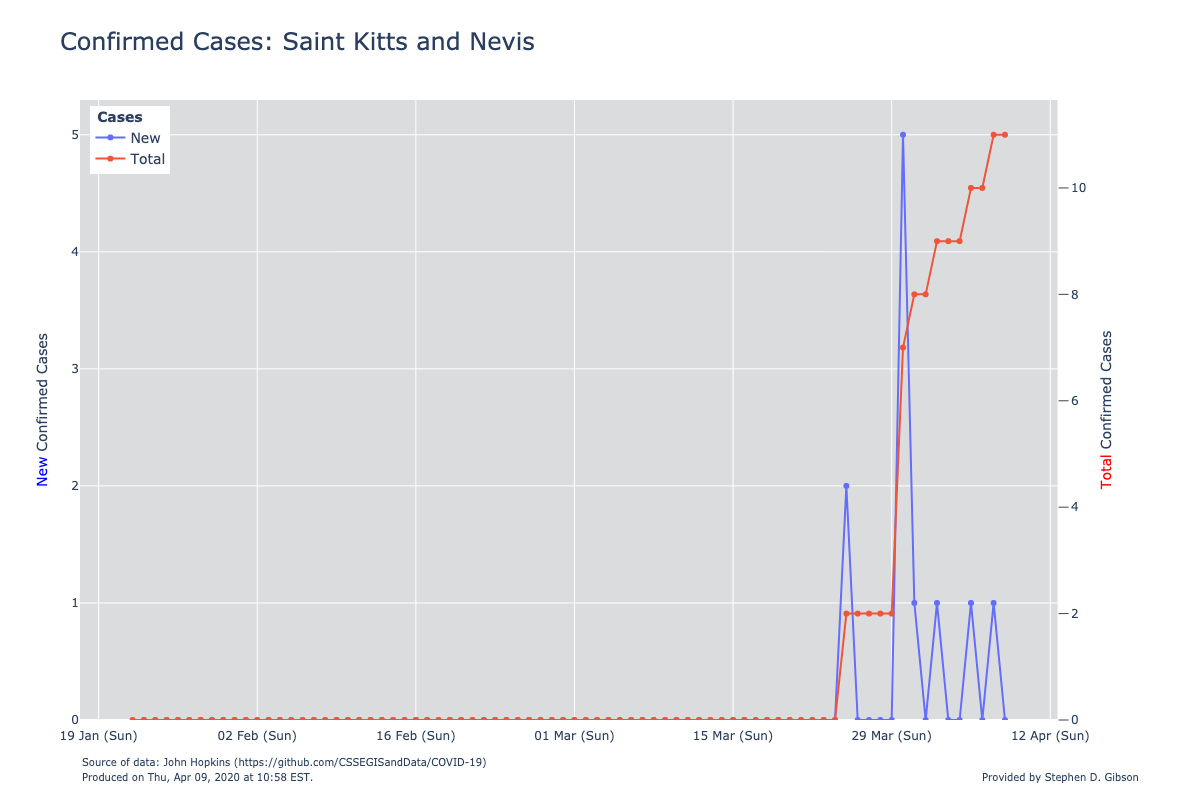 Confirmed Cases: Saint Kitts and Nevis
Cases
New
Total
5
4
3
2
1
0
New Confirmed Cases
10
8
6
4
2
0
Total Confirmed Cases
19 Jan (Sun)
02 Feb (Sun)
16 Feb (Sun)
01 Mar (Sun)
15 Mar (Sun)
29 Mar (Sun)
12 Apr (Sun)
Source of data: John Hopkins (https://github.com/CSSEGISandData/COVID-19)
Produced on Thu, Apr 09, 2020 at 10:58 EST.
Provided by Stephen D. Gibson